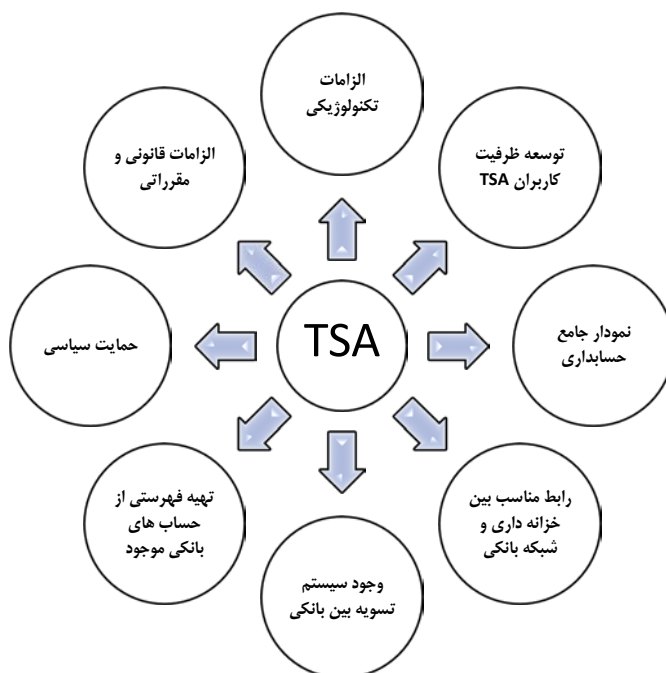 الزامات
تکنولوژیکی
توسعه ظرفیت
کاربران TSA
نمودار جامع
حسابداری
رابط مناسب بین
خزانه داری و
شبکه بانکی
وجود سیستم
تسویه بین بانکی
تهیه فهرستی از
حساب های
بانکی موجود
حمایت سیاسی
الزامات قانونی و
مقرراتی
TSA